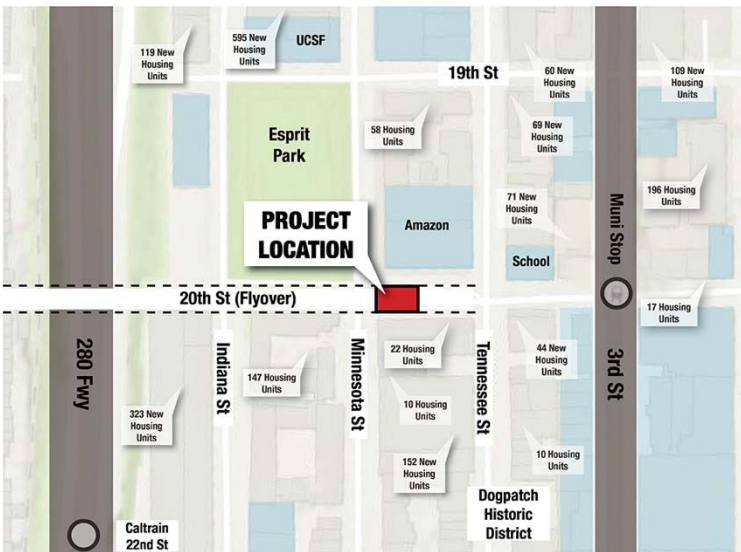 119 New
Housing
Units
595 New
Housing
Units
UCSF
19th St
60 New
Housing
Units
109 New
Housing
Units
Esprit
Park
58 Housing
Units
69 New
Housing
Units
PROJECT
LOCATION
Amazon
71 New
Housing
Units
School
Muni Stop
196 Housing
Units
20th St (Flyover)
17 Housing
Units
280 Fwy
Indiana St
Minnesota St
Tennessee St
3rd St
147 Housing
Units
22 Housing
Units
44 New
Housing
Units
323 New
Housing
Units
10 Housing
Units
152 New
Housing
Units
10 Housing
Units
Dogpatch
Historic
District
Caltrain
22nd St